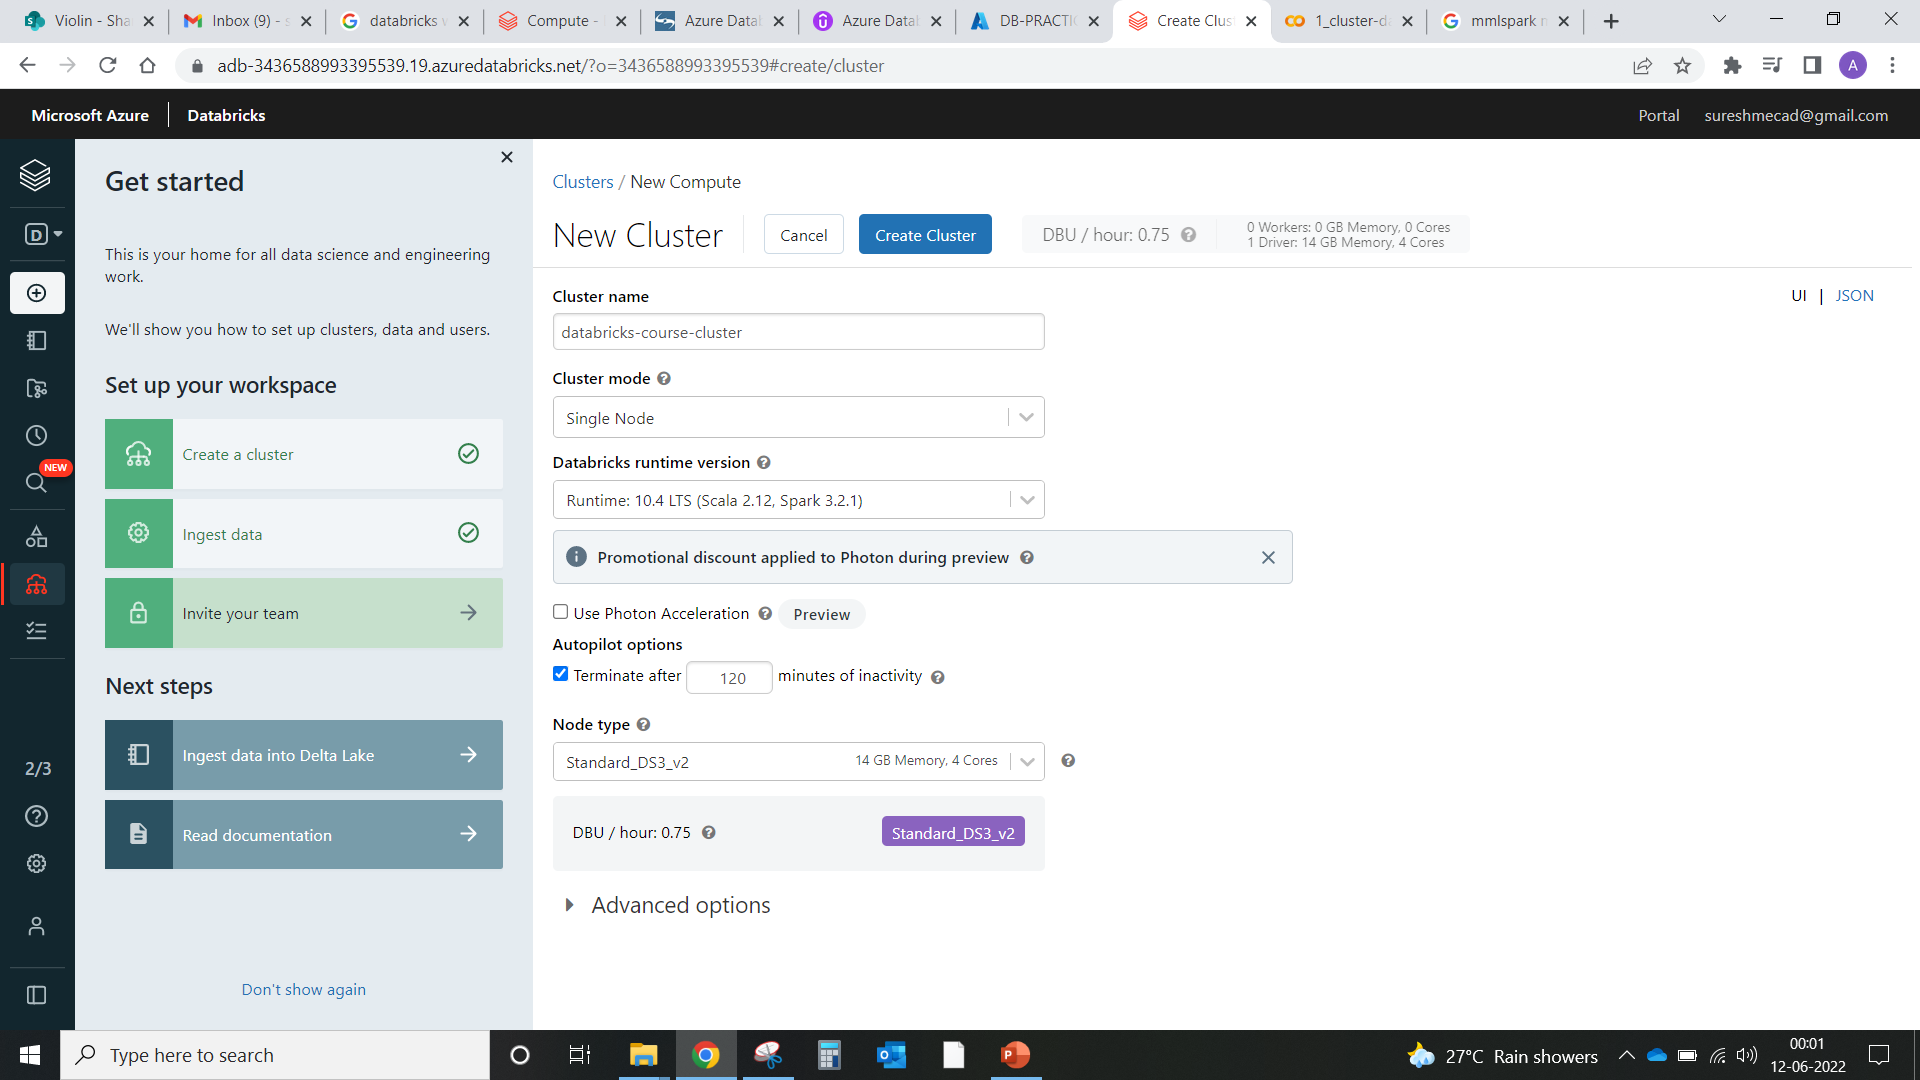 Violin - Sha
Inbox (9) - s
databricks w
Compute -
Azure Datab
Azure Datab
DB-PRACTIC
Create Clust
1_cluster-da
mmlspark m
adb-3436588993395539.19.azuredatabricks.net/?o=3436588993395539#create/cluster
A
Microsoft Azure
Databricks
Portal
sureshmecad@gmail.com
D
NEW
2/3
Get started
This is your home for all data science and engineering
work.
We'll show you how to set up clusters, data and users.
Set up your workspace
Create a cluster
Ingest data
Invite your team
Next steps
Ingest data into Delta Lake
Read documentation
Don't show again
Clusters / New Compute
New Cluster
Cancel
Create Cluster
DBU / hour: 0.75
0 Workers: 0 GB Memory, 0 Cores
1 Driver: 14 GB Memory, 4 Cores
UI | JSON
Cluster name
databricks-course-cluster
Cluster mode
Single Node
Databricks runtime version
Runtime: 10.4 LTS (Scala 2.12, Spark 3.2.1)
Promotional discount applied to Photon during preview
Use Photon Acceleration
Preview
Autopilot options
Terminate after 120 minutes of inactivity
Node type
Standard_DS3_v2
14 GB Memory, 4 Cores
DBU / hour: 0.75
Standard_DS3_v2
Advanced options
Type here to search
27°C Rain showers
00:01
12-06-2022